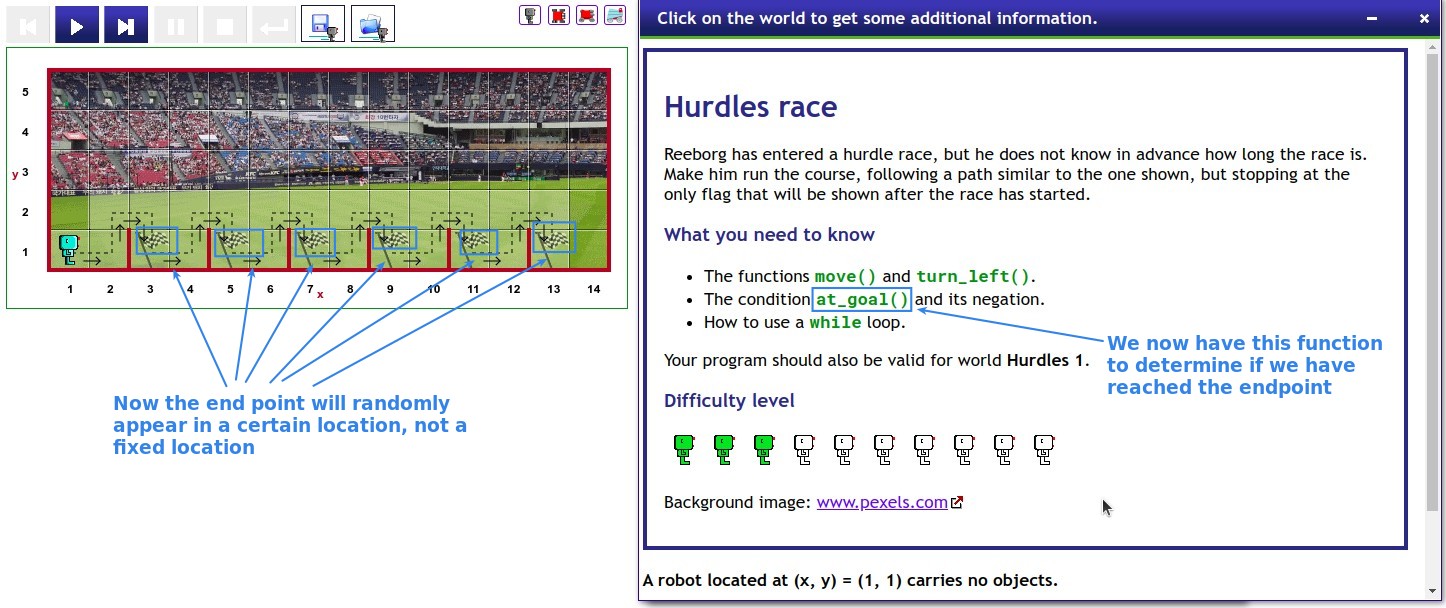 5
4
y 3
2
1
1 2 3 4 5 6 7 8 9 10 11 12 13 14
x
Now the end point will randomly
appear in a certain location, not a
fixed location
Click on the world to get some additional information.
Hurdles race
Reeborg has entered a hurdle race, but he does not know in advance how long the race is.
Make him run the course, following a path similar to the one shown, but stopping at the
only flag that will be shown after the race has started.
What you need to know
• The functions move() and turn_left().
• The condition at_goal() and its negation.
• How to use a while loop.
Your program should also be valid for world Hurdles 1.
We now have this function
to determine if we have
reached the endpoint
Difficulty level
Background image: www.pexels.com
A robot located at (x, y) = (1, 1) carries no objects.